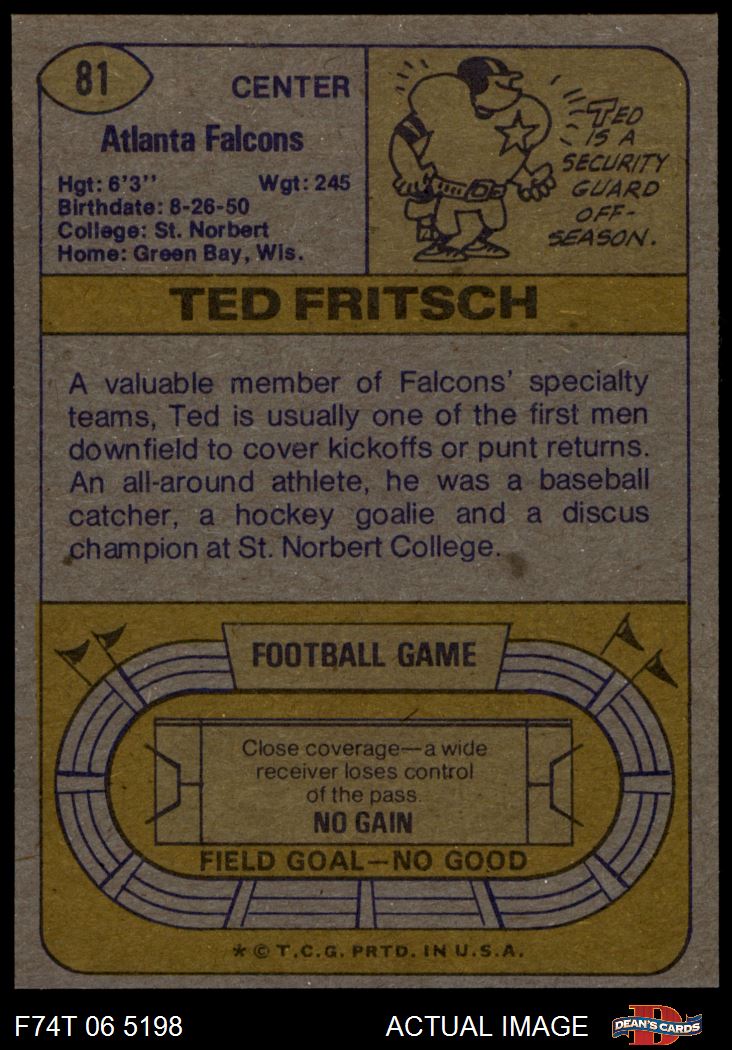 81
CENTER
Atlanta Falcons
Hgt: 6'3'' Wgt: 245
Birthdate: 8-26-50
College: St. Norbert
Home: Green Bay, Wis.
TED
IS A
SECURITY
GUARD
OFF-
SEASON.
TED FRITSCH
A valuable member of Falcons' specialty
teams, Ted is usually one of the first men
downfield to cover kickoffs or punt returns.
An all-around athlete, he was a baseball
catcher, a hockey goalie and a discus
champion at St. Norbert College.
FOOTBALL GAME
Close coverage—a wide
receiver loses control
of the pass.
NO GAIN
FIELD GOAL—NO GOOD
* © T.C.G. PRTD. IN U.S.A.
F74T 06 5198 ACTUAL IMAGE
D
DEAN'S CARDS